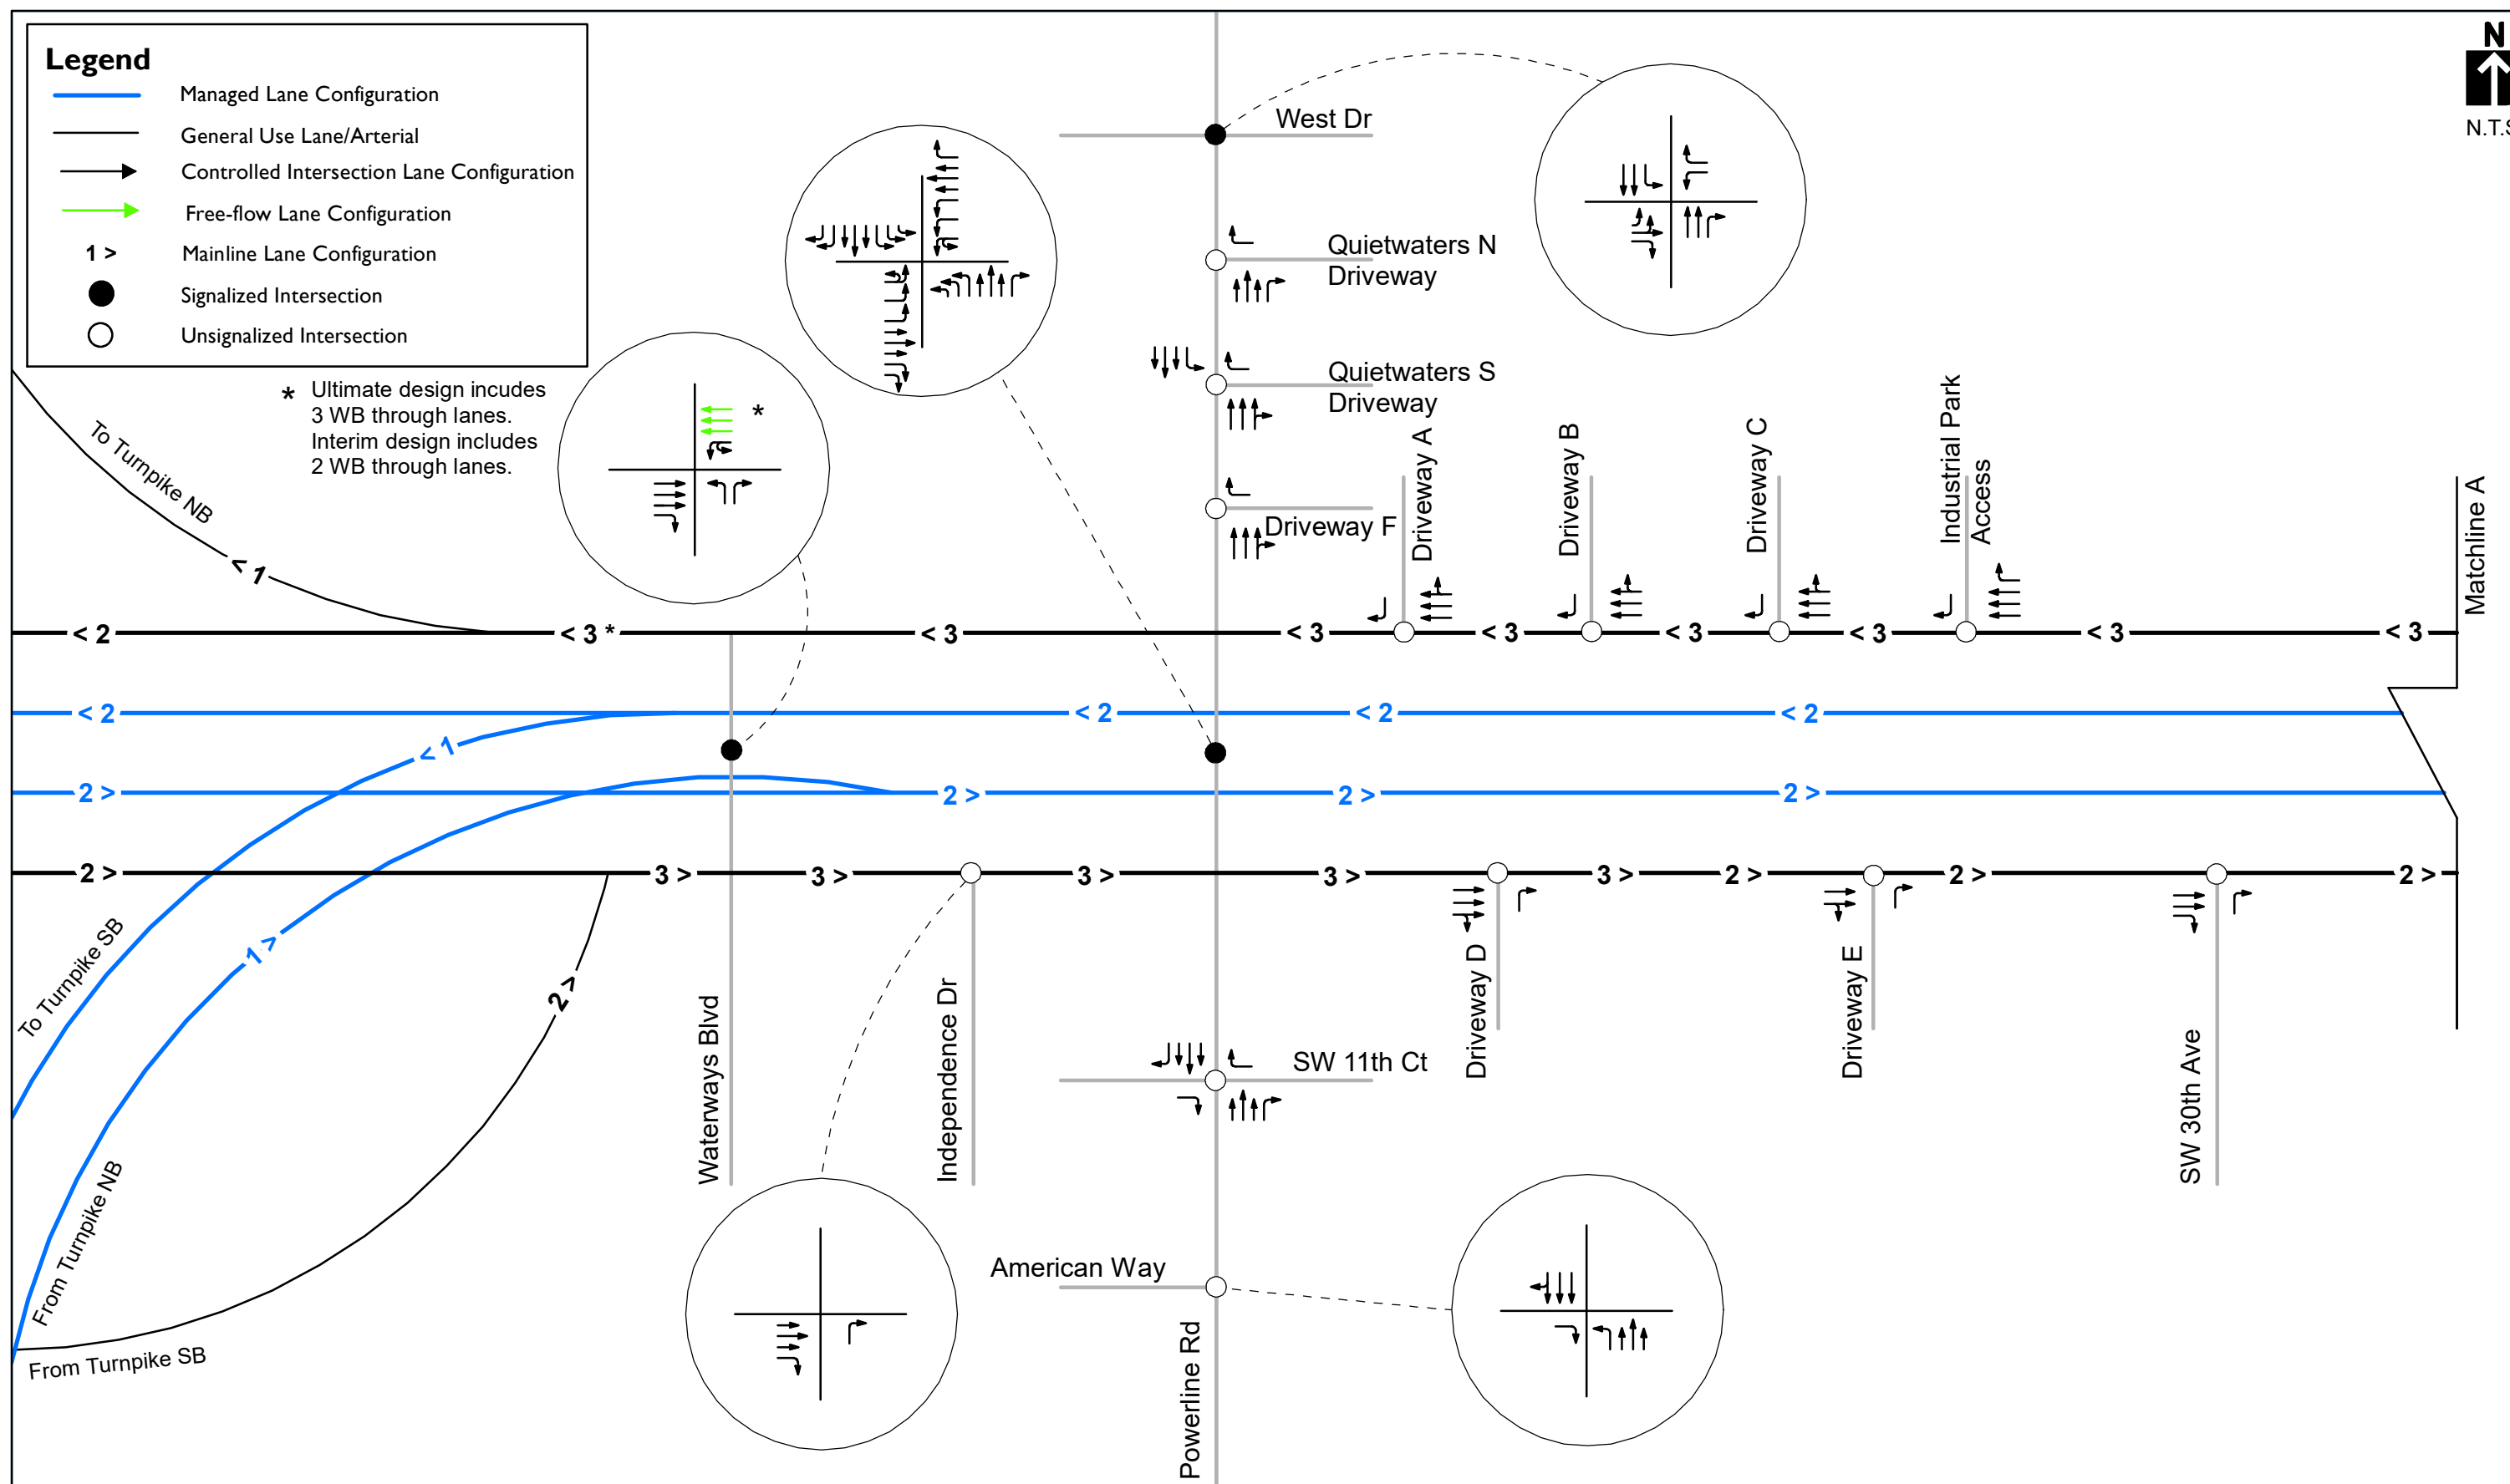 Legend
Managed Lane Configuration
General Use Lane/Arterial
Controlled Intersection Lane Configuration
Free-flow Lane Configuration
1 > Mainline Lane Configuration
Signalized Intersection
Unsignalized Intersection
* Ultimate design incudes
3 WB through lanes.
Interim design includes
2 WB through lanes.
*
N
N.T.S
West Dr
Quietwaters N
Driveway
Quietwaters S
Driveway
Driveway F
Driveway A
Driveway B
Driveway C
Industrial Park
Access
Matchline A
To Turnpike NB
< 1
< 2
< 3 *
< 3
< 3
< 3
< 3
< 3
< 3
< 3
< 2
< 2
< 2
< 2
< 1
2 >
2 >
2 >
2 >
2 >
3 >
3 >
3 >
3 >
3 >
2 >
2 >
2 >
1 >
2 >
To Turnpike SB
From Turnpike NB
From Turnpike SB
Waterways Blvd
Independence Dr
SW 11th Ct
Driveway D
Driveway E
SW 30th Ave
American Way
Powerline Rd